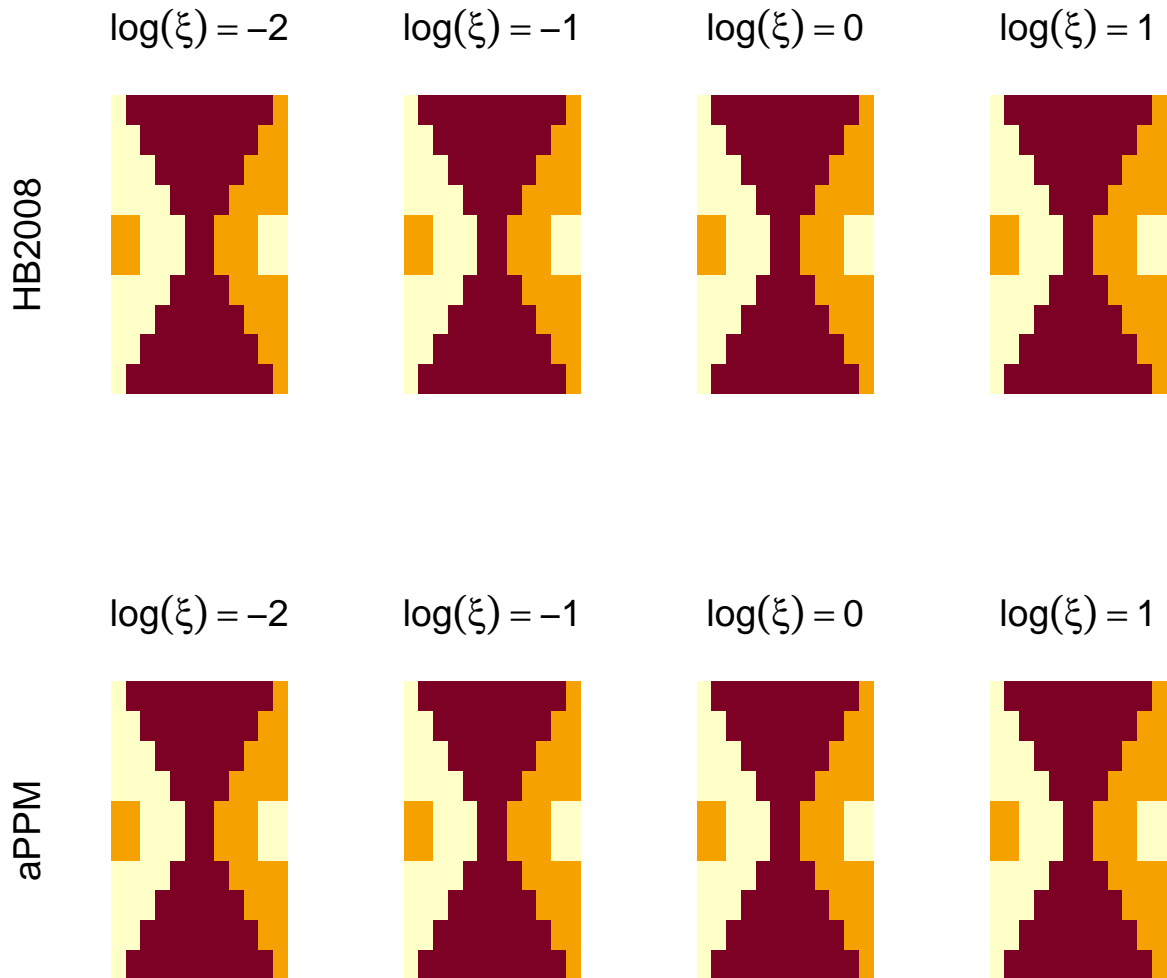 log(ξ) = −2
log(ξ) = −1
log(ξ) = 0
log(ξ) = 1
HB2008
log(ξ) = −2
log(ξ) = −1
log(ξ) = 0
log(ξ) = 1
aPPM